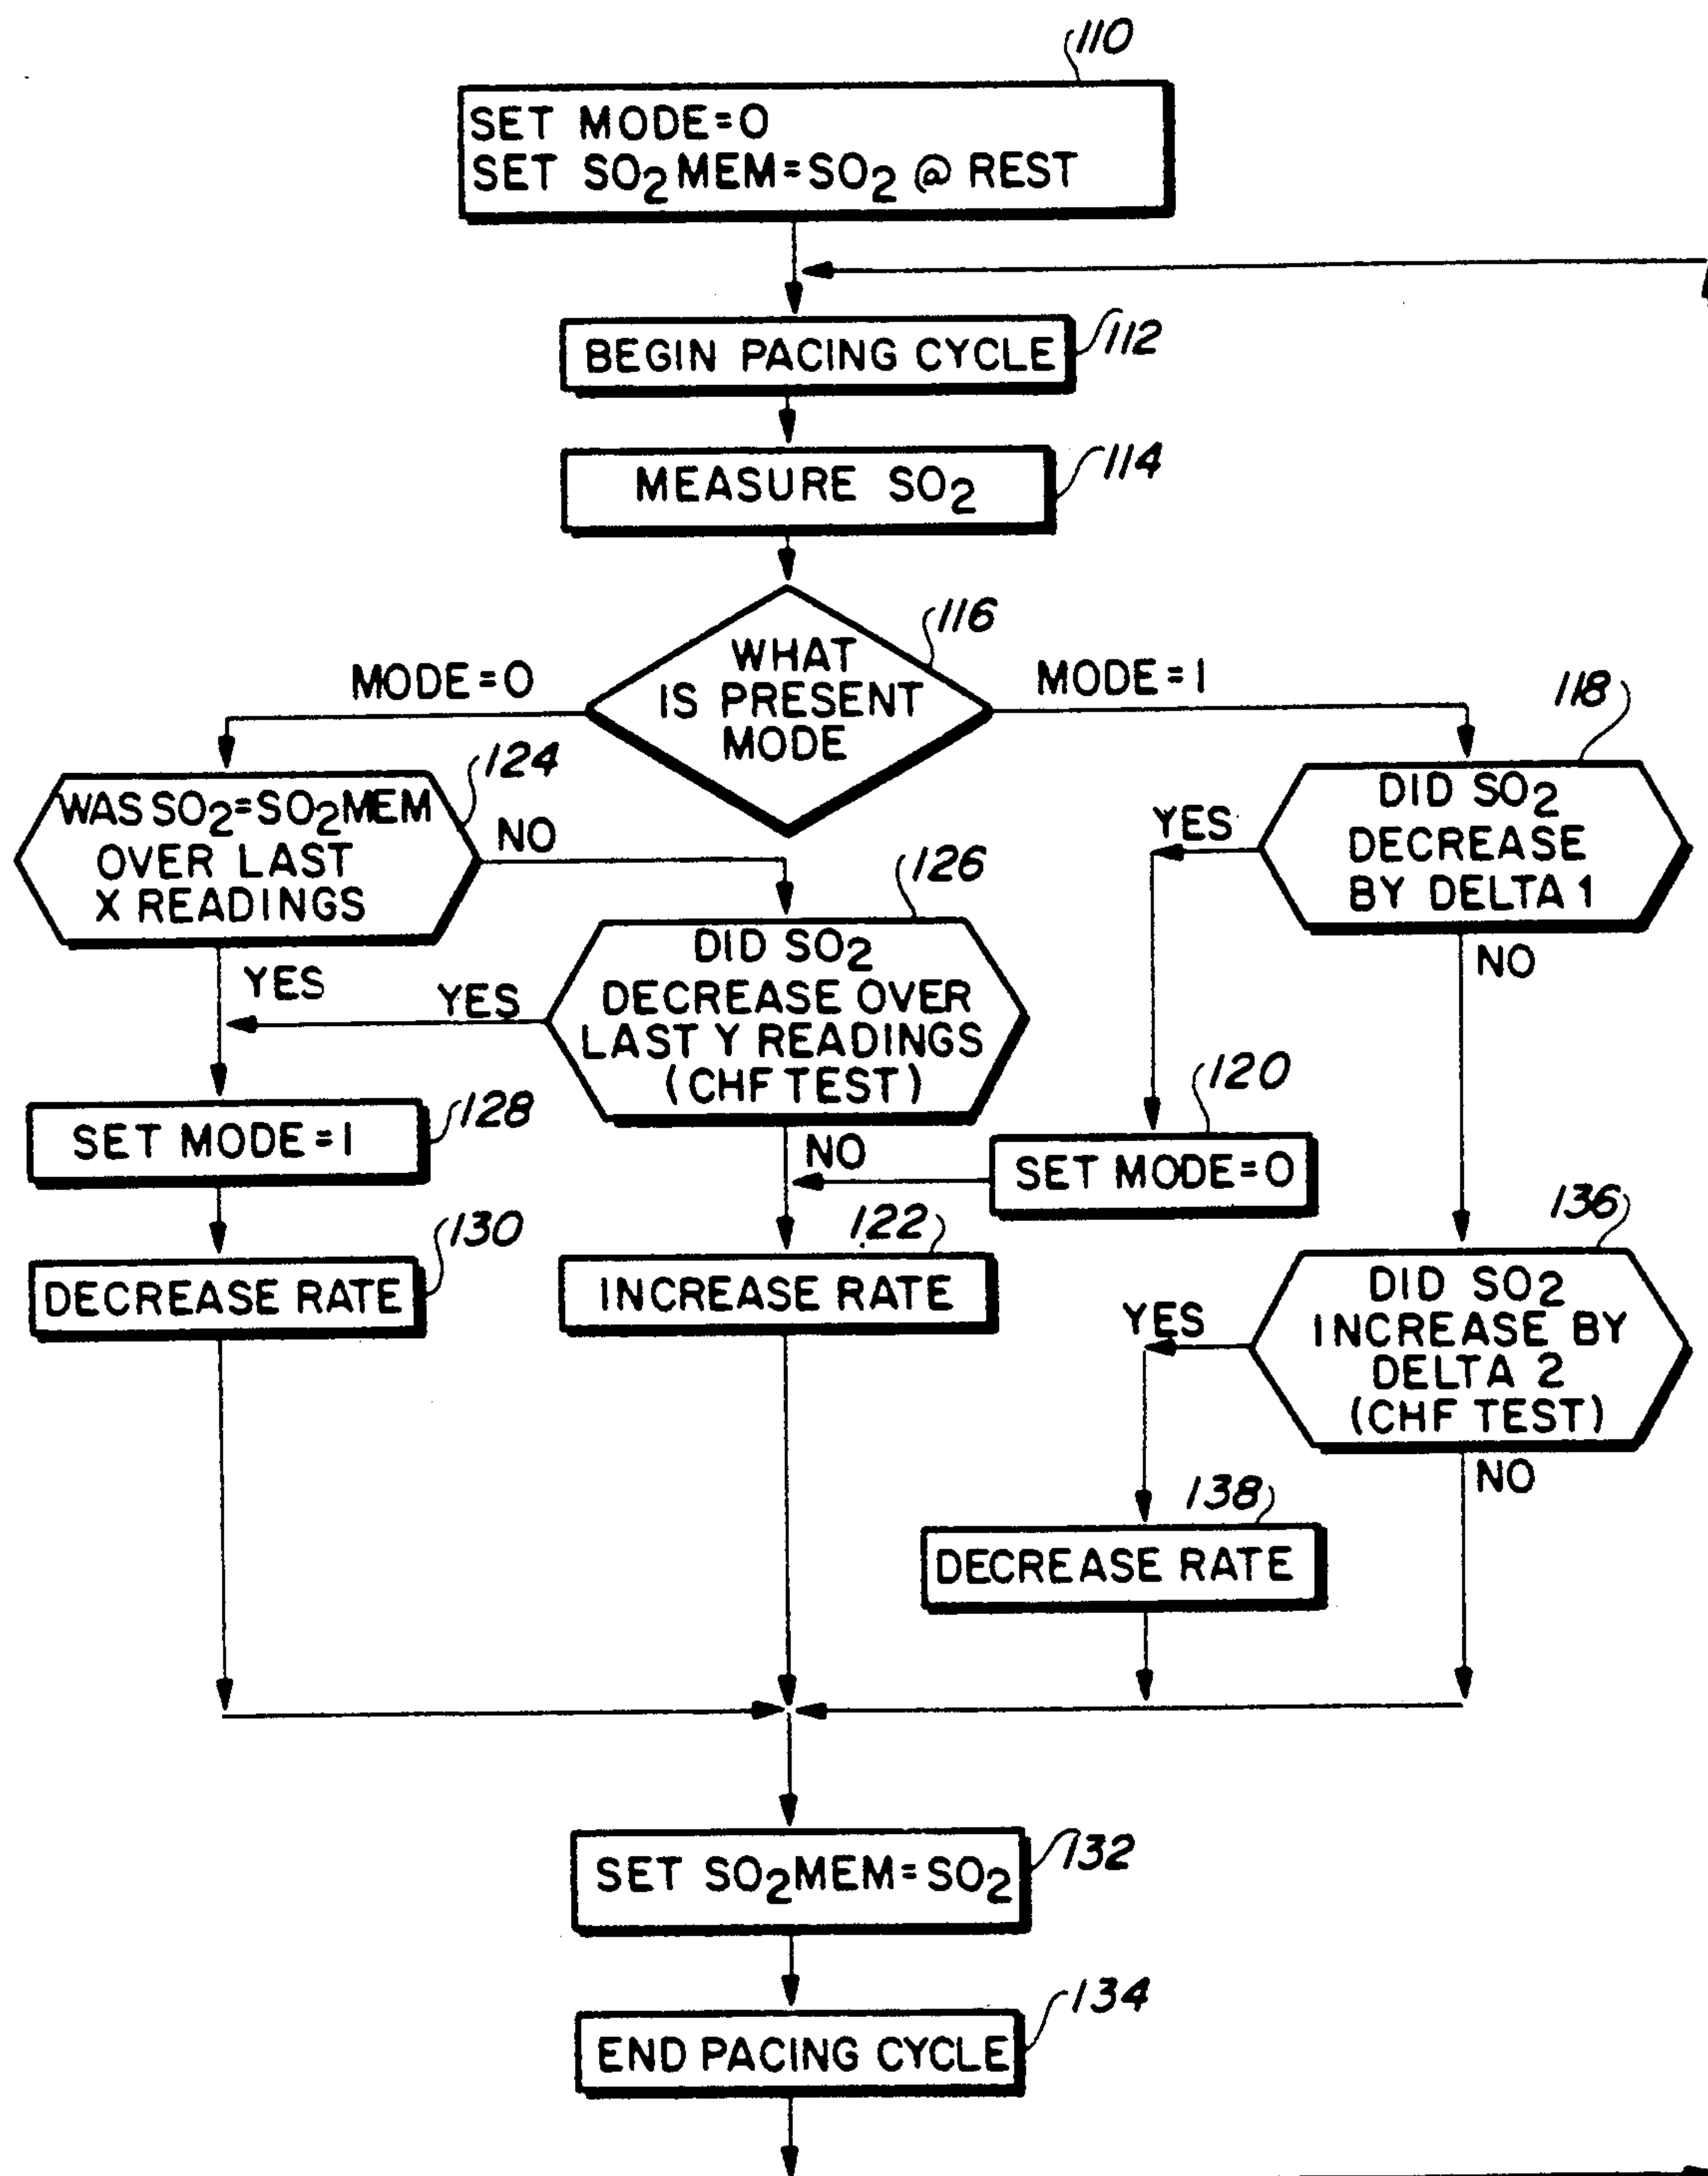 110
SET MODE=0
SET SO2 MEM=SO2 @ REST
BEGIN PACING CYCLE
112
MEASURE SO2
114
116
WHAT
IS PRESENT
MODE
MODE=0
MODE=1
124
WAS SO2=SO2MEM
OVER LAST
X READINGS
NO
YES
118
DID SO2
DECREASE
BY DELTA 1
YES
NO
126
DID SO2
DECREASE OVER
LAST Y READINGS
(CHF TEST)
YES
NO
SET MODE=1
128
120
SET MODE=0
DECREASE RATE
130
122
INCREASE RATE
136
DID SO2
INCREASE BY
DELTA 2
(CHF TEST)
YES
NO
138
DECREASE RATE
SET SO2MEM=SO2
132
END PACING CYCLE
134